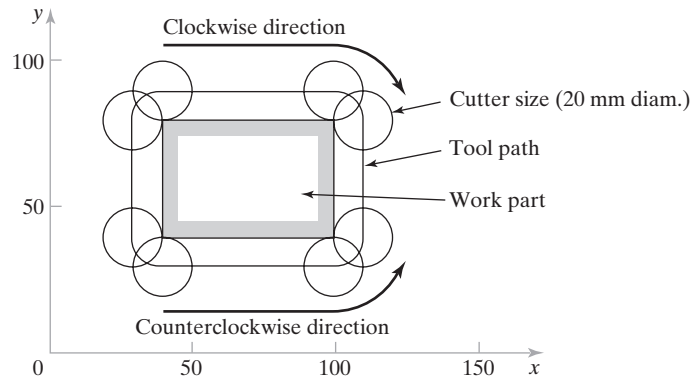 y
Clockwise direction
100
Cutter size (20 mm diam.)
Tool path
50
Work part
Counterclockwise direction
0
50
100
150
x